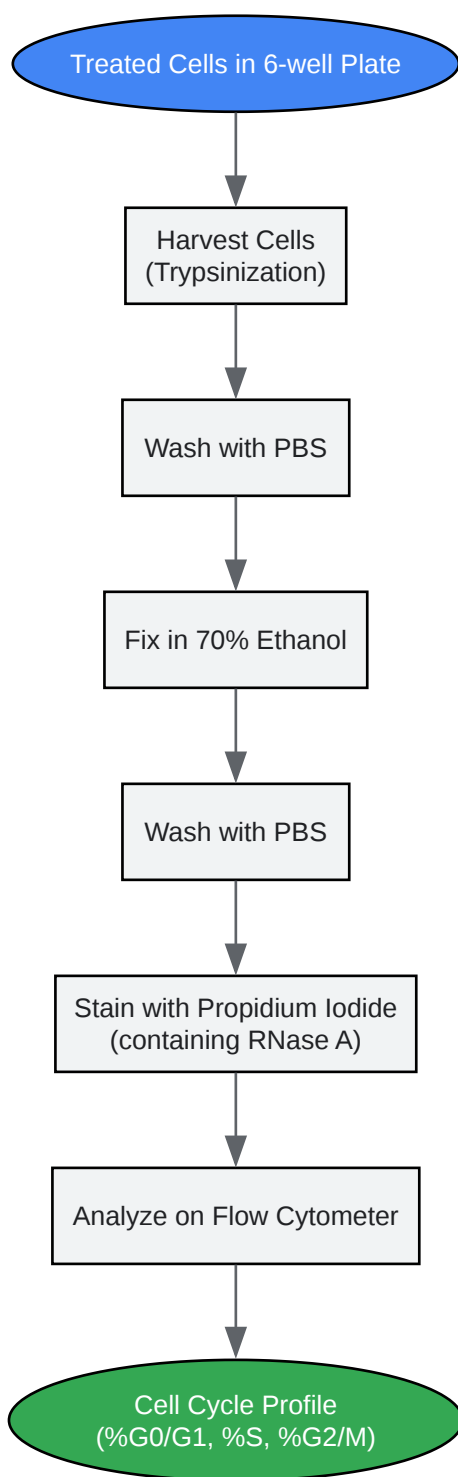 Treated Cells in 6-well Plate
Harvest Cells
(Trypsinization)
Wash with PBS
Fix in 70% Ethanol
Wash with PBS
Stain with Propidium Iodide
(containing RNase A)
Analyze on Flow Cytometer
Cell Cycle Profile
(%G0/G1, %S, %G2/M)